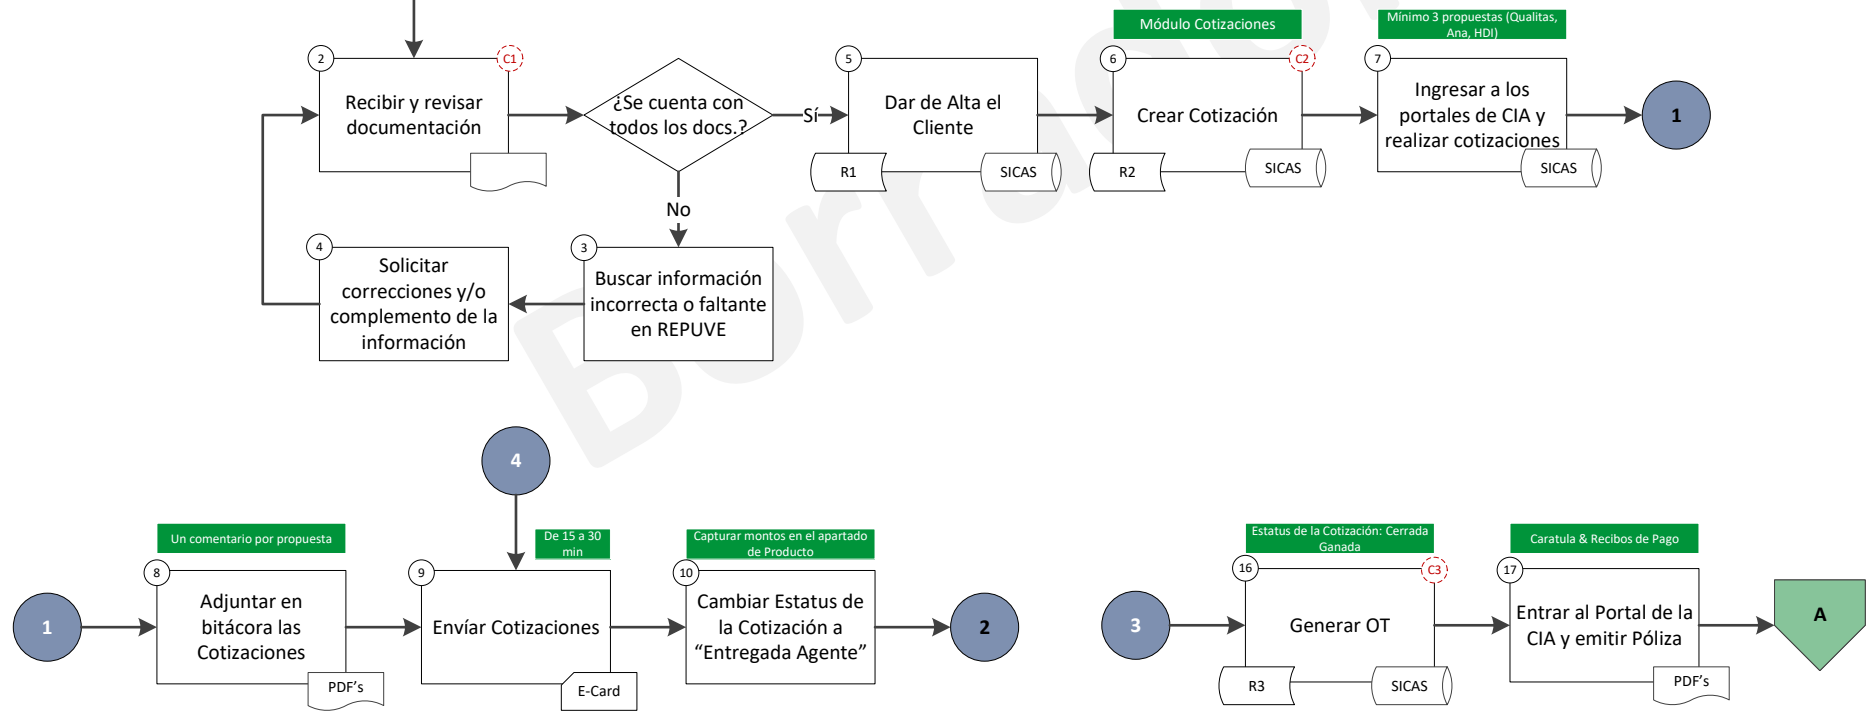 Módulo Cotizaciones
Mínimo 3 propuestas (Qualitas,
Ana, HDI)
2
C1
Recibir y revisar
documentación
¿Se cuenta con
todos los docs.?
Sí
5
Dar de Alta el
Cliente
R1
SICAS
6
C2
Crear Cotización
R2
SICAS
7
Ingresar a los
portales de CIA y
realizar cotizaciones
SICAS
1
No
4
Solicitar
correcciones y/o
complemento de la
información
3
Buscar información
incorrecta o faltante
en REPUVE
Borrador
4
Un comentario por propuesta
De 15 a 30
min
Capturar montos en el apartado
de Producto
Estatus de la Cotización: Cerrada
Ganada
Caratula & Recibos de Pago
1
8
Adjuntar en
bitácora las
Cotizaciones
PDF's
9
Envíar Cotizaciones
E-Card
10
Cambiar Estatus de
la Cotización a
“Entregada Agente”
2
3
16
C3
Generar OT
R3
SICAS
17
Entrar al Portal de la
CIA y emitir Póliza
PDF's
A